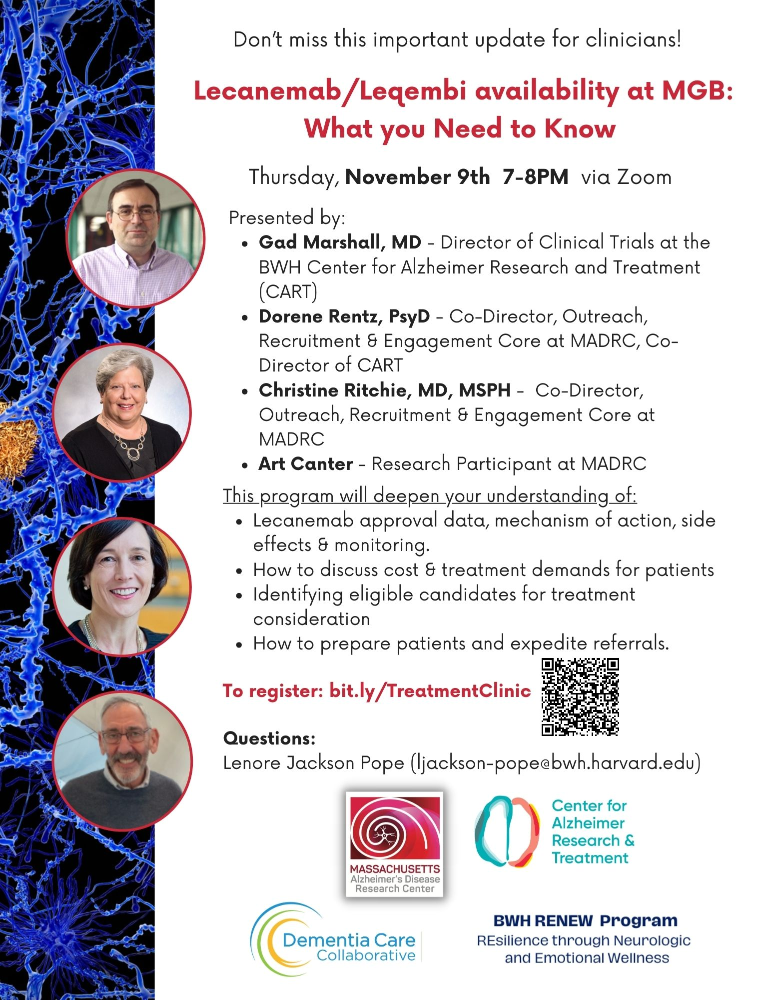 Don't miss this important update for clinicians!
Lecanemab/Leqembi availability at MGB:
What you Need to Know
Thursday, November 9th 7-8PM via Zoom
Presented by:
• Gad Marshall, MD - Director of Clinical Trials at the
BWH Center for Alzheimer Research and Treatment
(CART)
• Dorene Rentz, PsyD - Co-Director, Outreach,
Recruitment & Engagement Core at MADRC, Co-
Director of CART
• Christine Ritchie, MD, MSPH - Co-Director,
Outreach, Recruitment & Engagement Core at
MADRC
• Art Canter - Research Participant at MADRC
This program will deepen your understanding of:
• Lecanemab approval data, mechanism of action, side
effects & monitoring.
• How to discuss cost & treatment demands for patients
• Identifying eligible candidates for treatment
consideration
• How to prepare patients and expedite referrals.
To register: bit.ly/TreatmentClinic
Questions:
Lenore Jackson Pope (ljackson-pope@bwh.harvard.edu)
MASSACHUSETTS
Alzheimer's Disease
Research Center
Center for
Alzheimer
Research &
Treatment
Dementia Care
Collaborative
BWH RENEW Program
REsilience through Neurologic
and Emotional Wellness